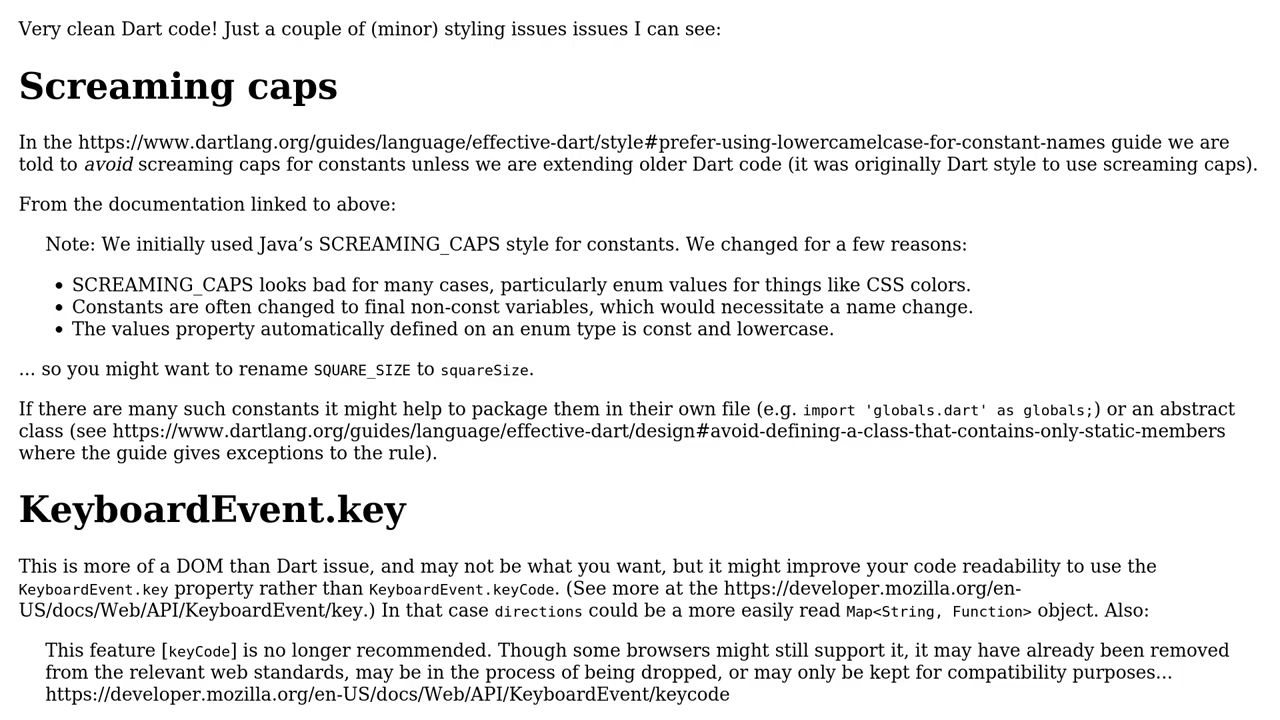 Very clean Dart code! Just a couple of (minor) styling issues issues I can see:
Screaming caps
In the https://www.dartlang.org/guides/language/effective-dart/style#prefer-using-lowercamelcase-for-constant-names guide we are
told to avoid screaming caps for constants unless we are extending older Dart code (it was originally Dart style to use screaming caps).
From the documentation linked to above:
Note: We initially used Java’s SCREAMING_CAPS style for constants. We changed for a few reasons:
• SCREAMING_CAPS looks bad for many cases, particularly enum values for things like CSS colors.
• Constants are often changed to final non-const variables, which would necessitate a name change.
• The values property automatically defined on an enum type is const and lowercase.
... so you might want to rename SQUARE_SIZE to squareSize.
If there are many such constants it might help to package them in their own file (e.g. import 'globals.dart' as globals;) or an abstract
class (see https://www.dartlang.org/guides/language/effective-dart/design#avoid-defining-a-class-that-contains-only-static-members
where the guide gives exceptions to the rule).
KeyboardEvent.key
This is more of a DOM than Dart issue, and may not be what you want, but it might improve your code readability to use the
KeyboardEvent.key property rather than KeyboardEvent.keyCode. (See more at the https://developer.mozilla.org/en-
US/docs/Web/API/KeyboardEvent/key.) In that case directions could be a more easily read Map<String, Function> object. Also:
This feature [keyCode] is no longer recommended. Though some browsers might still support it, it may have already been removed
from the relevant web standards, may be in the process of being dropped, or may only be kept for compatibility purposes...
https://developer.mozilla.org/en-US/docs/Web/API/KeyboardEvent/keycode